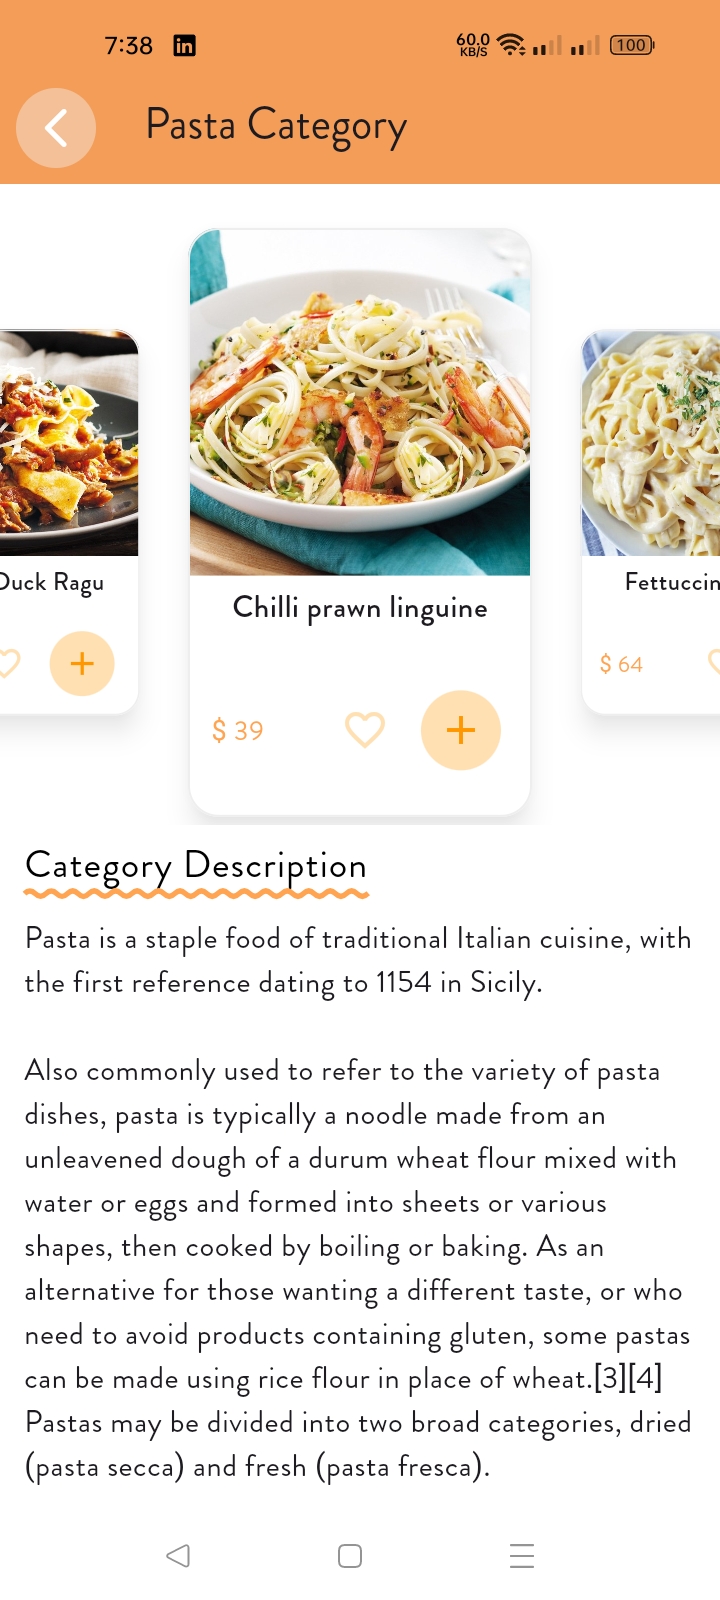 7:38 in 60.0 KB/S 100
Pasta Category
Duck Ragu
Chilli prawn linguine
$ 39
$ 64
Category Description
Pasta is a staple food of traditional Italian cuisine, with
the first reference dating to 1154 in Sicily.
Also commonly used to refer to the variety of pasta
dishes, pasta is typically a noodle made from an
unleavened dough of a durum wheat flour mixed with
water or eggs and formed into sheets or various
shapes, then cooked by boiling or baking. As an
alternative for those wanting a different taste, or who
need to avoid products containing gluten, some pastas
can be made using rice flour in place of wheat.[3][4]
Pastas may be divided into two broad categories, dried
(pasta secca) and fresh (pasta fresca).